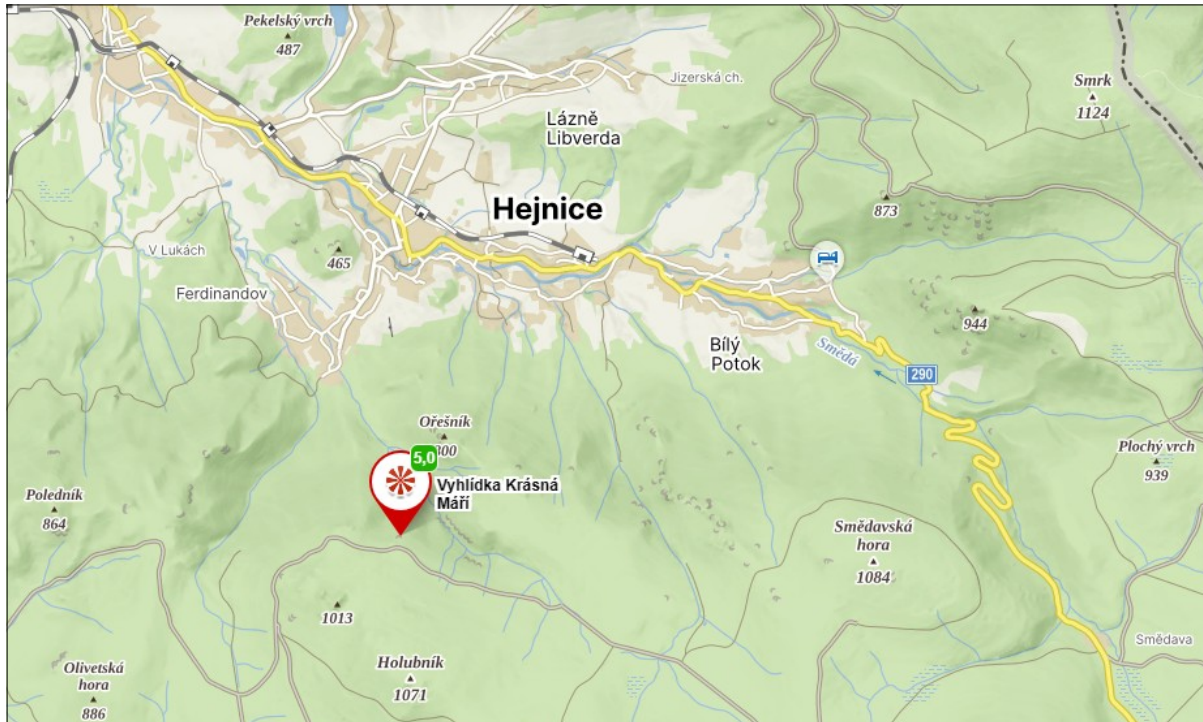 Pekelský vrch
487
Jizerská ch.
Smrk
1124
Lázně
Libverda
Hejnice
873
V Lukách
465
Ferdinandov
944
Bílý
Potok
Smědá
290
Ořešník
5,0
Vyhlídka Krásná
Máří
Plochý vrch
939
Poledník
864
Smědavská
hora
1084
1013
Smědava
Holubník
1071
Olivetská
hora
886